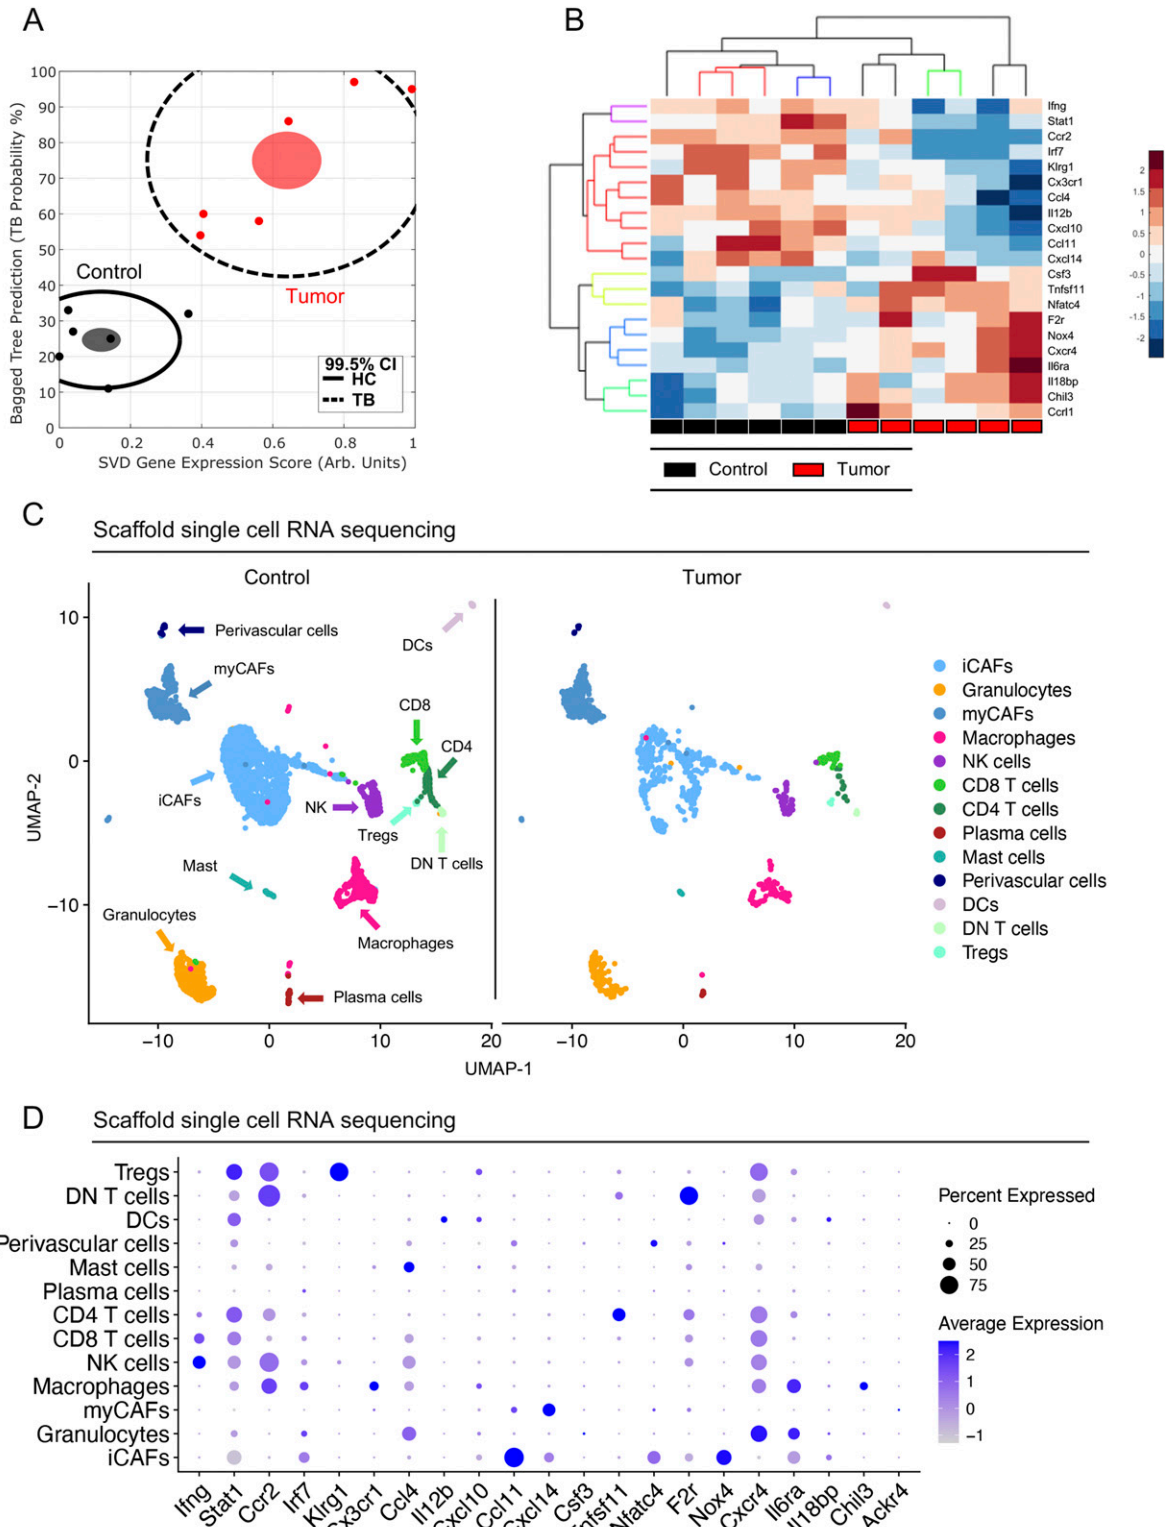 A
Bagged Tree Prediction (TB Probability %)
100
90
80
70
60
50
40
30
20
10
0
Control
Tumor
99.5% CI
HC
TB
0
0.2
0.4
0.6
0.8
1
SVD Gene Expression Score (Arb. Units)
B
Ifng
Stat1
Ccr2
Irf7
Klrg1
Cx3cr1
Ccl4
Il12b
Cxcl10
Ccl11
Cxcl14
Csf3
Tnfsf11
Nfatc4
F2r
Nox4
Cxcr4
Il6ra
Il18bp
Chil3
Ccrl1
2
1.5
1
0.5
0
-0.5
-1
-1.5
-2
Control
Tumor
C
Scaffold single cell RNA sequencing
Control
Tumor
UMAP-2
10
0
−10
Perivascular cells
DCs
myCAFs
CD8
CD4
iCAFs
NK
Tregs
DN T cells
Mast
Granulocytes
Macrophages
Plasma cells
−10
0
10
20
−10
0
10
20
UMAP-1
iCAFs
Granulocytes
myCAFs
Macrophages
NK cells
CD8 T cells
CD4 T cells
Plasma cells
Mast cells
Perivascular cells
DCs
DN T cells
Tregs
D
Scaffold single cell RNA sequencing
Tregs
DN T cells
DCs
Perivascular cells
Mast cells
Plasma cells
CD4 T cells
CD8 T cells
NK cells
Macrophages
myCAFs
Granulocytes
iCAFs
Ifng
Stat1
Ccr2
Irf7
Klrg1
Cx3cr1
Ccl4
Il12b
Cxcl10
Ccl11
Cxcl14
Csf3
Tnfsf11
Nfatc4
F2r
Nox4
Cxcr4
Il6ra
Il18bp
Chil3
Ackr4
Percent Expressed
0
25
50
75
Average Expression
2
1
0
−1